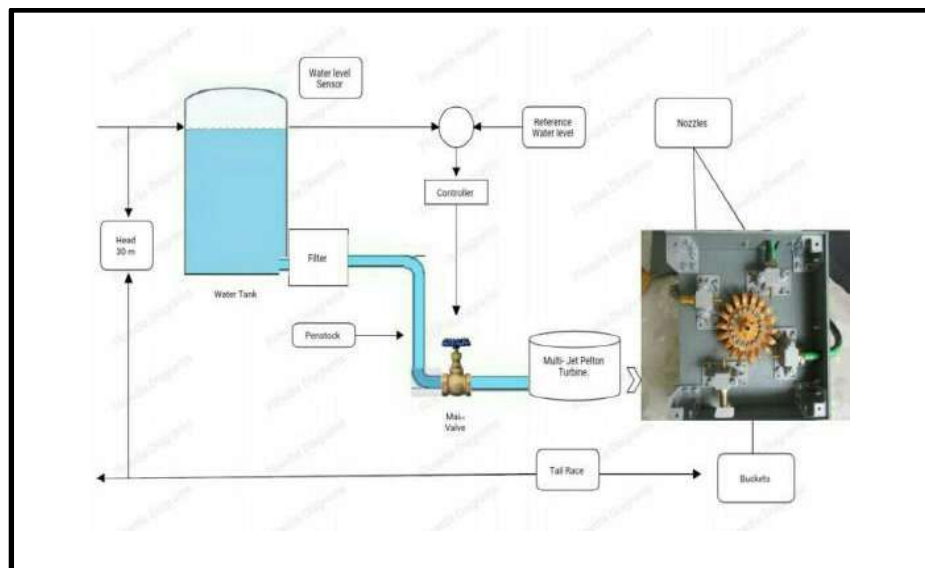 Water level
Sensor
Reference
Water level
Nozzles
Controller
Head
30 m
Filter
Water Tank
Penstock
Multi- Jet Pelton
Turbine.
Valve
Tail Race
Buckets